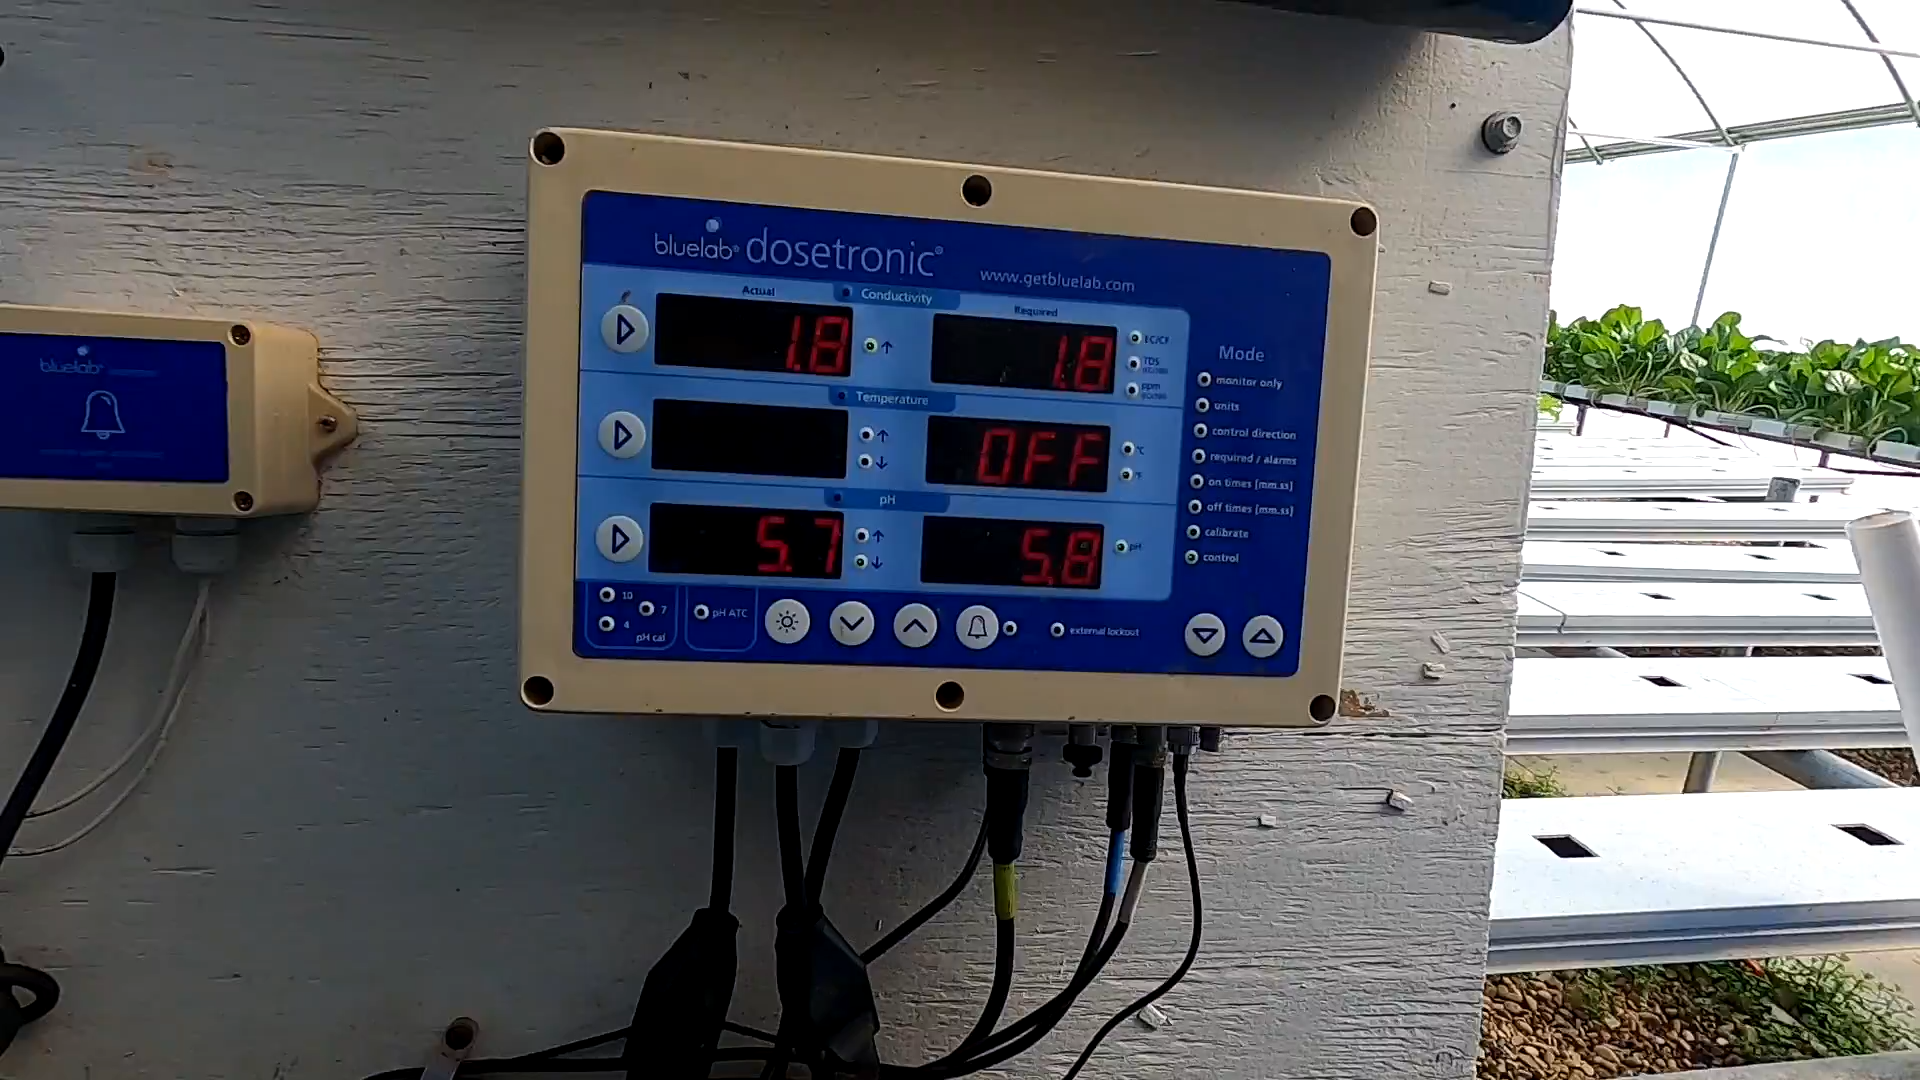 bluelab® dosetronic®
www.getbluelab.com
Actual
Conductivity
Required
1.8
1.8
EC/CF
TDS
ppm
Temperature
OFF
°C
°F
pH
5.7
5.8
pH
Mode
monitor only
units
control direction
required / alarms
on times [mm.ss]
off times [mm.ss]
calibrate
control
10
7
4
pH cal
pH ATC
external lockout
bluelab®